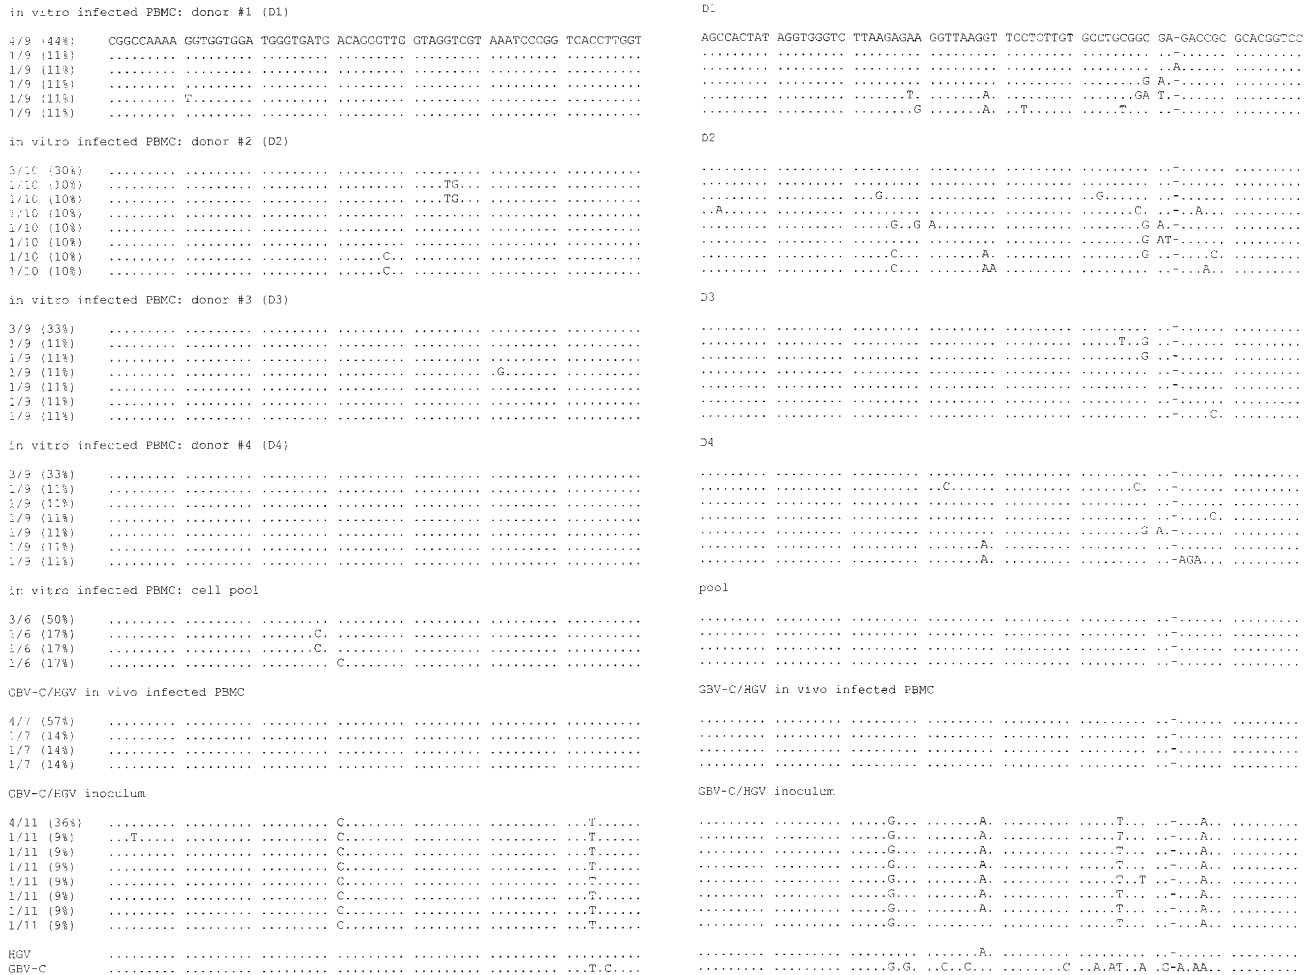 in vitro infected PBMC: donor #1 (D1)
4/9 (44%) CGGCCAAAA GGTGGTGGA TGGGTGATG ACAGCGTTG GTAGGTCGT AAATCCCGG TCACCTTGGT
1/9 (11%) ......... ......... ......... ......... ......... ......... ..........
1/9 (11%) ......... ......... ......... ......... ......... ......... ..........
1/9 (11%) ......... ......... ......... ......... ......... ......... ..........
1/9 (11%) ......... T........ ......... ......... ......... ......... ..........
1/9 (11%) ......... ......... ......... ......... ......... ......... ..........
in vitro infected PBMC: donor #2 (D2)
3/10 (30%) ......... ......... ......... ......... ......... ......... ..........
1/10 (10%) ......... ......... ......... ......... .....TG.. ......... ..........
1/10 (10%) ......... ......... ......... ......... .....TG.. ......... ..........
1/10 (10%) ......... ......... ......... ......... ......... ......... ..........
1/10 (10%) ......... ......... ......... ......... ......... ......... ..........
1/10 (10%) ......... ......... ......... ......... ......... ......... ..........
1/10 (10%) ......... ......... ......... ......C.. ......... ......... ..........
1/10 (10%) ......... ......... ......... ......C.. ......... ......... ..........
in vitro infected PBMC: donor #3 (D3)
3/9 (33%) ......... ......... ......... ......... ......... ......... ..........
1/9 (11%) ......... ......... ......... ......... ......... ......... ..........
1/9 (11%) ......... ......... ......... ......... ......... ......... ..........
1/9 (11%) ......... ......... ......... ......... ......... .G....... ..........
1/9 (11%) ......... ......... ......... ......... ......... ......... ..........
1/9 (11%) ......... ......... ......... ......... ......... ......... ..........
1/9 (11%) ......... ......... ......... ......... ......... ......... ..........
in vitro infected PBMC: donor #4 (D4)
3/9 (33%) ......... ......... ......... ......... ......... ......... ..........
1/9 (11%) ......... ......... ......... ......... ......... ......... ..........
1/9 (11%) ......... ......... ......... ......... ......... ......... ..........
1/9 (11%) ......... ......... ......... ......... ......... ......... ..........
1/9 (11%) ......... ......... ......... ......... ......... ......... ..........
1/9 (11%) ......... ......... ......... ......... ......... ......... ..........
1/9 (11%) ......... ......... ......... ......... ......... ......... ..........
in vitro infected PBMC: cell pool
3/6 (50%) ......... ......... ......... ......... ......... ......... ..........
1/6 (17%) ......... ......... .......C. ......... ......... ......... ..........
1/6 (17%) ......... ......... .......C. ......... ......... ......... ..........
1/6 (17%) ......... ......... ......... C........ ......... ......... ..........
GBV-C/HGV in vivo infected PBMC
4/7 (57%) ......... ......... ......... ......... ......... ......... ..........
1/7 (14%) ......... ......... ......... ......... ......... ......... ..........
1/7 (14%) ......... ......... ......... ......... ......... ......... ..........
1/7 (14%) ......... ......... ......... ......... ......... ......... ..........
GBV-C/HGV inoculum
4/11 (36%) ......... ......... ......... C........ ......... ......... ...T......
1/11 (9%) ...T..... ......... ......... C........ ......... ......... ...T......
1/11 (9%) ......... ......... ......... C........ ......... ......... ...T......
1/11 (9%) ......... ......... ......... C........ ......... ......... ...T......
1/11 (9%) ......... ......... ......... C........ ......... ......... ...T......
1/11 (9%) ......... ......... ......... C........ ......... ......... ...T......
1/11 (9%) ......... ......... ......... C........ ......... ......... ...T......
1/11 (9%) ......... ......... ......... C........ ......... ......... ...T......
HGV ......... ......... ......... ......... ......... ......... ..........
GBV-C ......... ......... ......... ......... ......... ......... ...T.C....
D1
AGCCACTAT AGGTGGGTC TTAAGAGAA GGTTAAGGT TCCTCTTGT GCCTGCGGC GA-GACCGC GCACGGTCC
......... ......... ......... ......... ......... ......... ..-...... .........
......... ......... ......... ......... ......... ......... ..A...... .........
......... ......... ......... ......... ......... ........G A.-...... .........
......... ......... .......T. .......A. ......... .......GA T.-...... .........
......... ......... ........G .......A. ..T...... .....T... ..-...... .........
D2
......... ......... ......... ......... ......... ......... ..-...... .........
......... ......... ......... ......... ......... ......... ..-...... .........
......... ......... ...G..... ......... ......... ..G...... ..-...... .........
..A...... ......... ......... ......... ......... .......C. ..-..A... .........
......... ......... .....G..G A........ ......... ........G A.-...... .........
......... ......... ......... ......... ......... ........G AT-...... .........
......... ......... .....C... .......A. ......... ........G ..-....C. .........
......... ......... .....C... .......AA ......... ......... ..-...A.. .........
D3
......... ......... ......... ......... ......... ......... ..-...... .........
......... ......... ......... ......... ......... .....T..G ..-...... .........
......... ......... ......... ......... ......... ........G ..-...... .........
......... ......... ......... ......... ......... ......... ..-...... .........
......... ......... ......... ......... ......... ......... ..-...... .........
......... ......... ......... ......... ......... ......... ..-...... .........
......... ......... ......... ......... ......... ......... ..-....C. .........
D4
......... ......... ......... ......... ......... ......... ..-...... .........
......... ......... ......... ..C...... ......... .......C. ..-...... .........
......... ......... ......... ......... ......... ......... ..-...... .........
......... ......... ......... ......... ......... ......... ..-....C. .........
......... ......... ......... ......... ......... ........G A.-...... .........
......... ......... ......... .......A. ......... ......... ..-...... .........
......... ......... ......... .......A. ......... ......... ..-AGA... .........
pool
......... ......... ......... ......... ......... ......... ..-...... .........
......... ......... ......... ......... ......... ......... ..-...... .........
......... ......... ......... ......... ......... ......... ..-...... .........
......... ......... ......... ......... ......... ......... ..-...... .........
GBV-C/HGV in vivo infected PBMC
......... ......... ......... ......... ......... ......... ..-...... .........
......... ......... ......... ......... ......... ......... ..-...... .........
......... ......... ......... ......... ......... ......... ..-...... .........
......... ......... ......... ......... ......... ......... ..-...... .........
GBV-C/HGV inoculum
......... ......... .....G... .......A. ......... .....T... ..-...A.. .........
......... ......... .....G... .......A. ......... .....T... ..-...A.. .........
......... ......... .....G... .......A. ......... .....T... ..-...A.. .........
......... ......... .....G... .......A. ......... .....T... ..-...A.. .........
......... ......... .....G... .......A. ......... .....T..T ..-...A.. .........
......... ......... .....G... .......A. ......... .....T... ..-...A.. .........
......... ......... .....G... .......A. ......... .....T... ..-...A.. .........
......... ......... .....G... ......... ......... .....T... ..-...A.. .........
......... ......... ......... .......A. ......... ......... ..-...... .........
......... ......... .....G.G. ..C..C... .......C. ..A.AT..A .G-A.AA.. .........